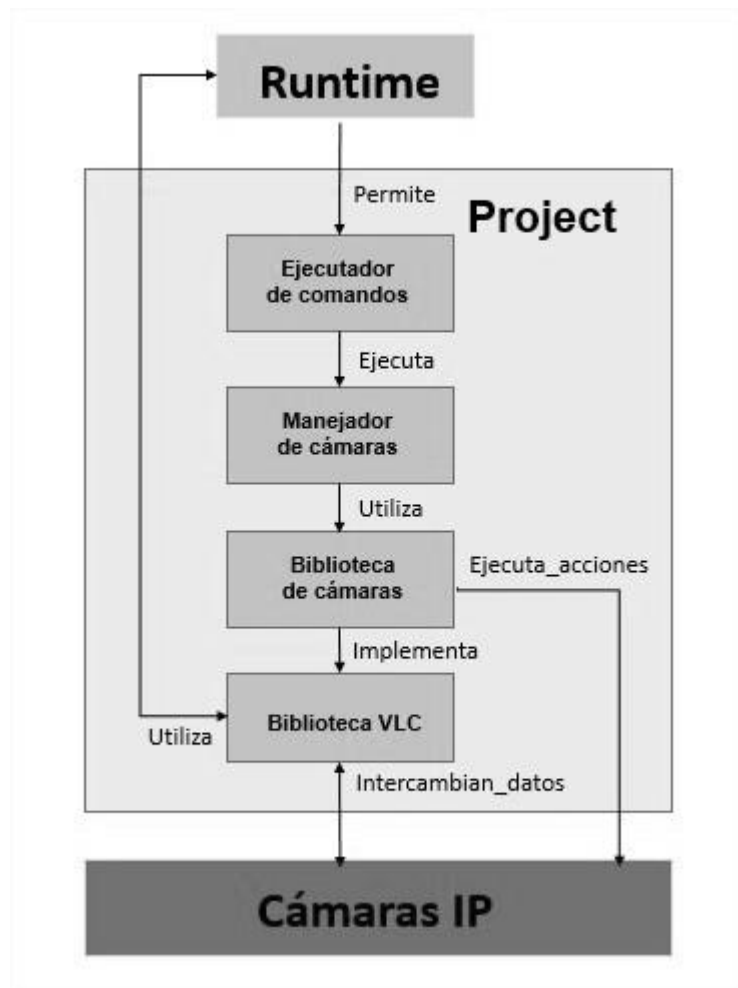 Runtime
Permite
Project
Ejecutador
de comandos
Ejecuta
Manejador
de cámaras
Utiliza
Biblioteca
de cámaras
Ejecuta_acciones
Implementa
Biblioteca VLC
Utiliza
Intercambian_datos
Cámaras IP